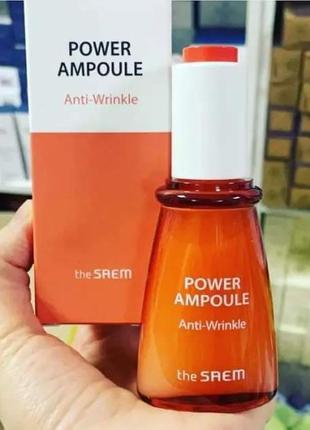 POWER
AMPOULE
Anti-Wrinkle
the SAEM
POWER
AMPOULE
Anti-Wrinkle
the SAEM